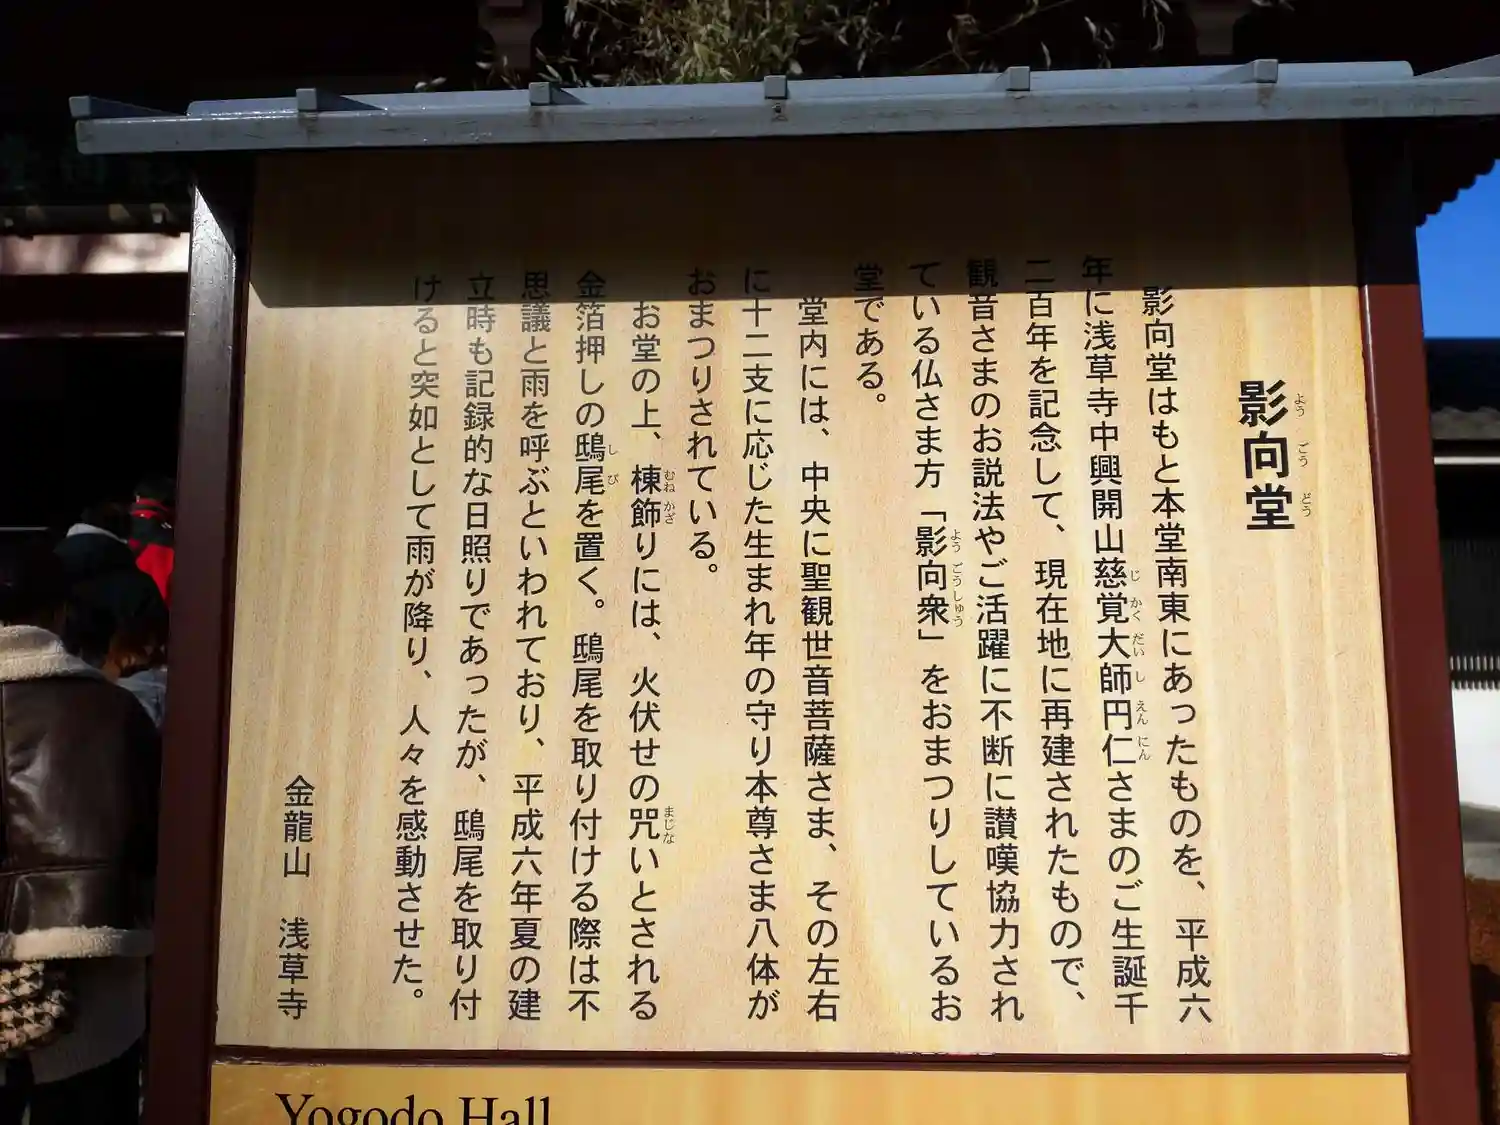 影向堂
影向堂はもと本堂南東にあったものを、平成六
年に浅草寺中興開山慈覚大師円仁さまのご生誕千
二百年を記念して、現在地に再建されたもので、
観音さまのお説法やご活躍に不断に讃嘆協力され
ている仏さま方「影向衆」をおまつりしているお
堂である。
堂内には、中央に聖観世音菩薩さま、その左右
に十二支に応じた生まれ年の守り本尊さま八体が
おまつりされている。
お堂の上、棟飾りには、火伏せの咒いとされる
金箔押しの鴟尾を置く。鴟尾を取り付ける際は不
思議と雨を呼ぶといわれており、平成六年夏の建
立時も記録的な日照りであったが、鴟尾を取り付
けると突如として雨が降り、人々を感動させた。
金龍山 浅草寺
Yogodo Hall